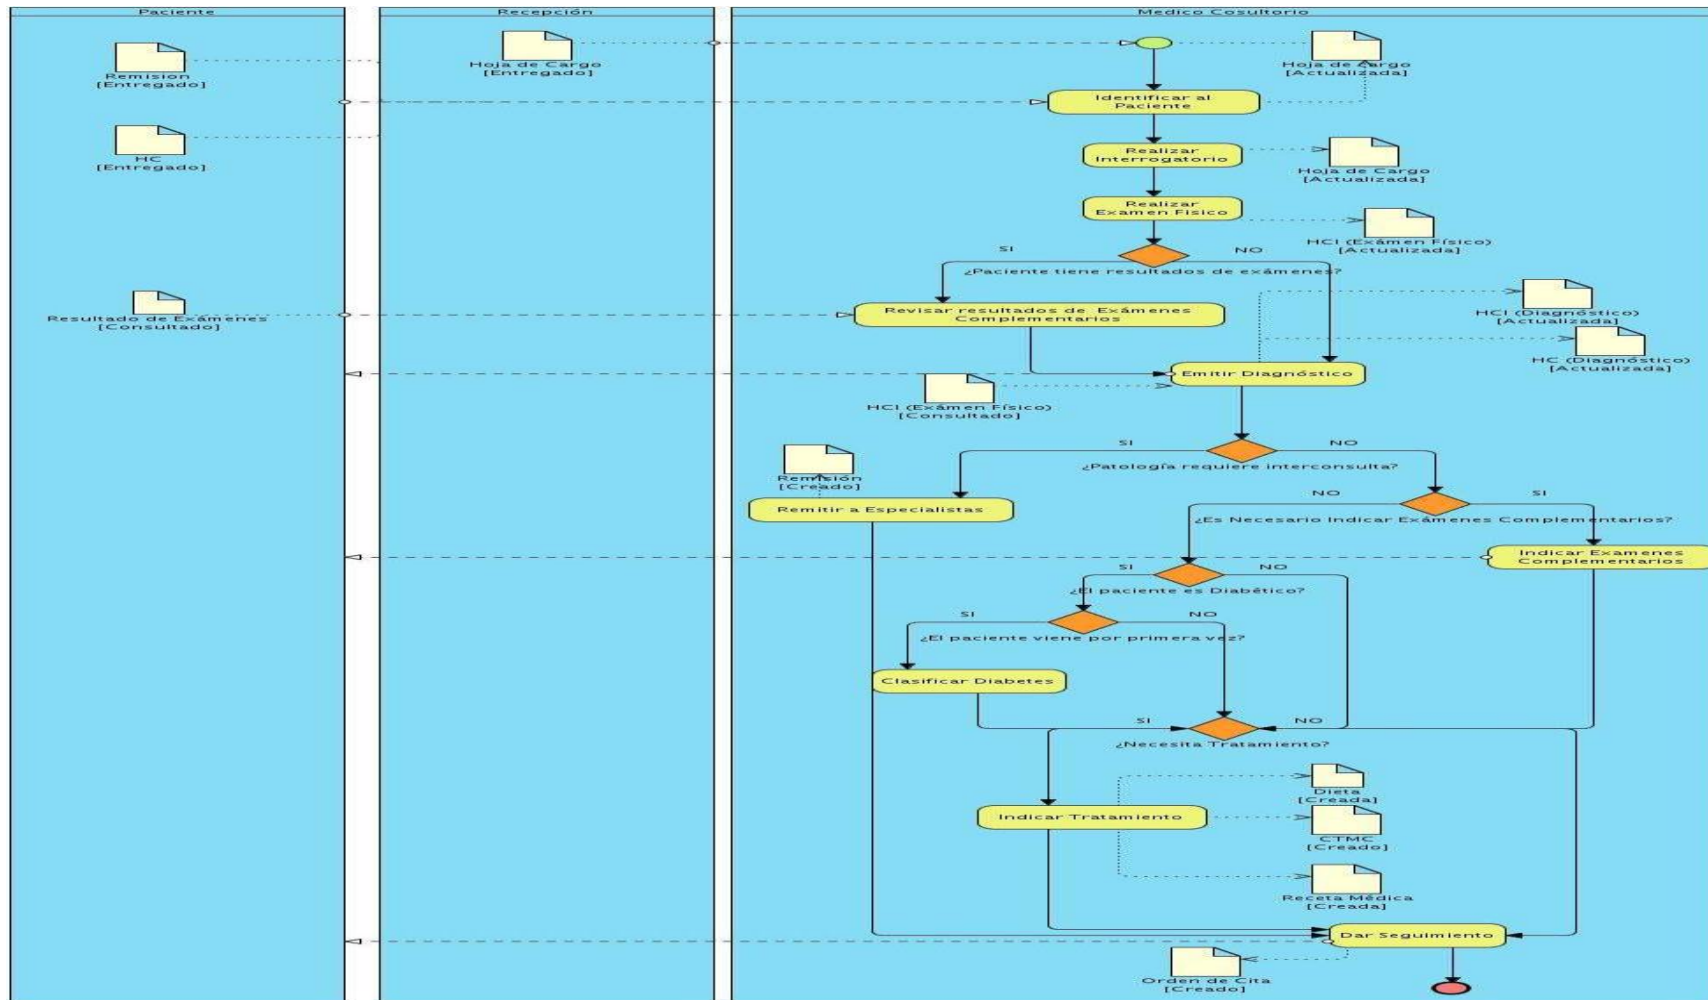 Paciente
Recepción
Medico Cosultorio
Remision
[Entregado]
Hoja de Cargo
[Entregado]
Hoja de Cargo
[Actualizada]
Identificar al
Paciente
HC
[Entregado]
Realizar
Interrogatorio
Hoja de Cargo
[Actualizada]
Realizar
Examen Físico
HCI (Exámen Físico)
[Actualizada]
SI
NO
¿Paciente tiene resultados de exámenes?
Resultado de Exámenes
[Consultado]
Revisar resultados de Exámenes
Complementarios
HCI (Diagnóstico)
[Actualizada]
HC (Diagnóstico)
[Actualizada]
Emitir Diagnóstico
HCI (Exámen Físico)
[Consultado]
SI
NO
¿Patología requiere interconsulta?
Remisión
[Creado]
Remitir a Especialistas
NO
SI
¿Es Necesario Indicar Exámenes Complementarios?
Indicar Examenes
Complementarios
SI
NO
¿El paciente es Diabético?
SI
NO
¿El paciente viene por primera vez?
Clasificar Diabetes
SI
NO
¿Necesita Tratamiento?
Dieta
[Creada]
Indicar Tratamiento
CTMC
[Creado]
Receta Médica
[Creada]
Dar Seguimiento
Orden de Cita
[Creado]